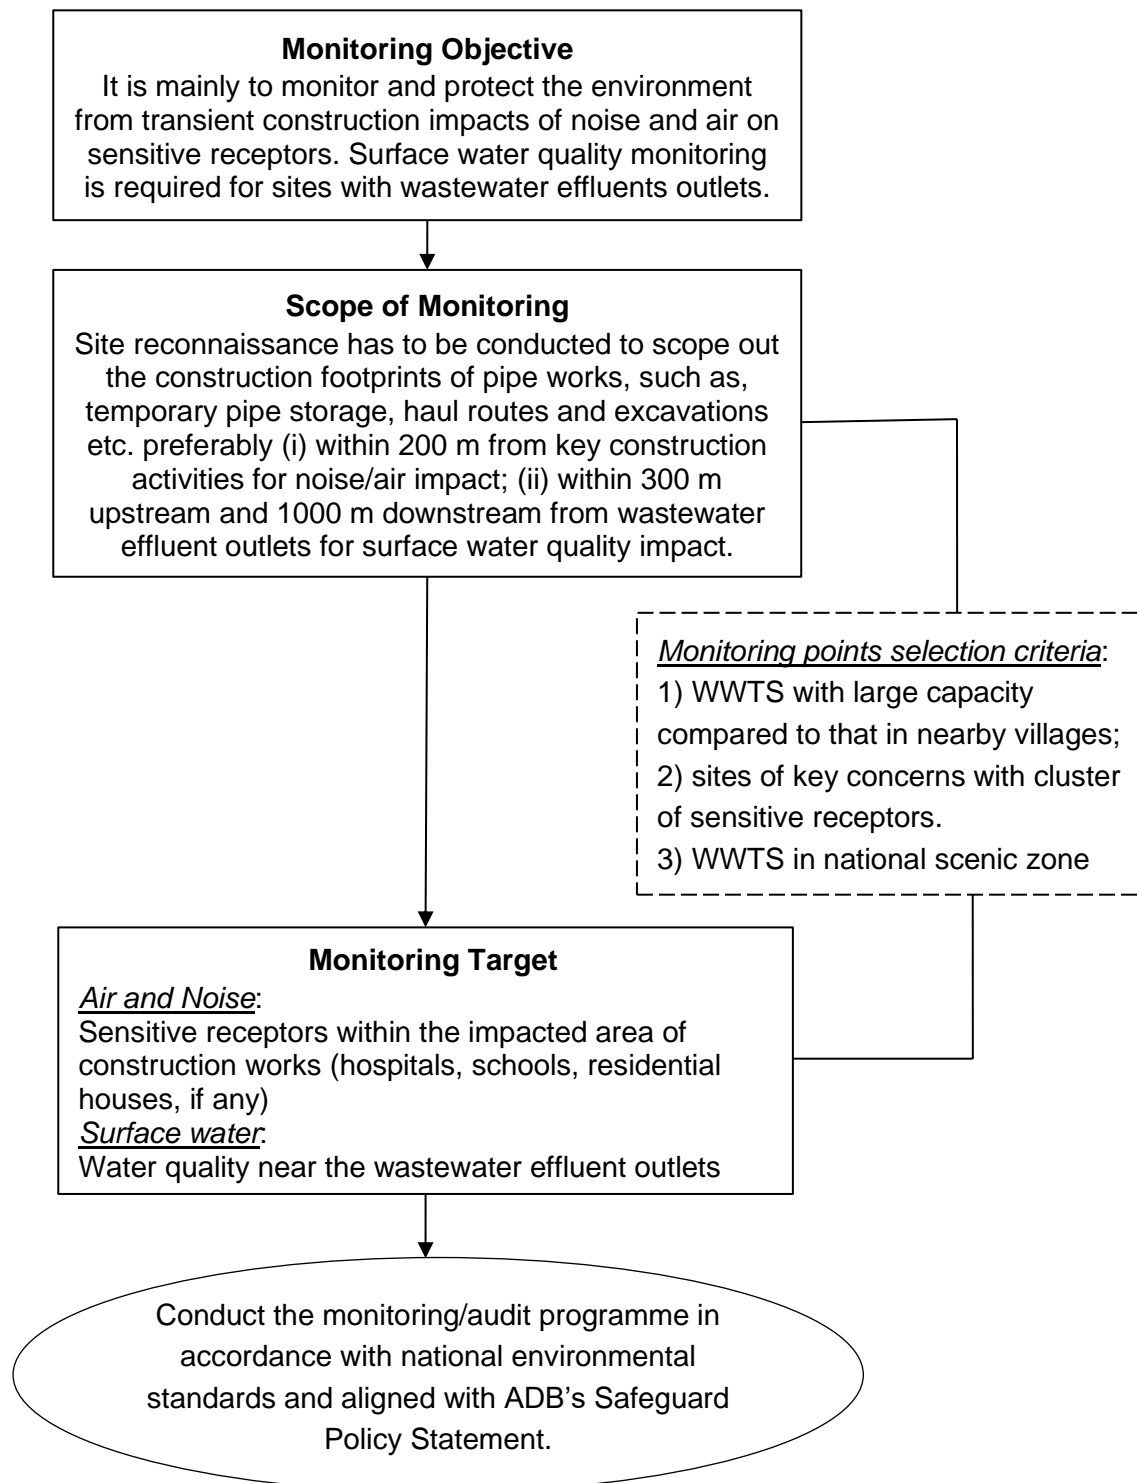 Monitoring Objective
It is mainly to monitor and protect the environment
from transient construction impacts of noise and air on
sensitive receptors. Surface water quality monitoring
is required for sites with wastewater effluents outlets.
Scope of Monitoring
Site reconnaissance has to be conducted to scope out
the construction footprints of pipe works, such as,
temporary pipe storage, haul routes and excavations
etc. preferably (i) within 200 m from key construction
activities for noise/air impact; (ii) within 300 m
upstream and 1000 m downstream from wastewater
effluent outlets for surface water quality impact.
Monitoring points selection criteria:
1) WWTS with large capacity
compared to that in nearby villages;
2) sites of key concerns with cluster
of sensitive receptors.
3) WWTS in national scenic zone
Monitoring Target
Air and Noise:
Sensitive receptors within the impacted area of
construction works (hospitals, schools, residential
houses, if any)
Surface water:
Water quality near the wastewater effluent outlets
Conduct the monitoring/audit programme in
accordance with national environmental
standards and aligned with ADB’s Safeguard
Policy Statement.